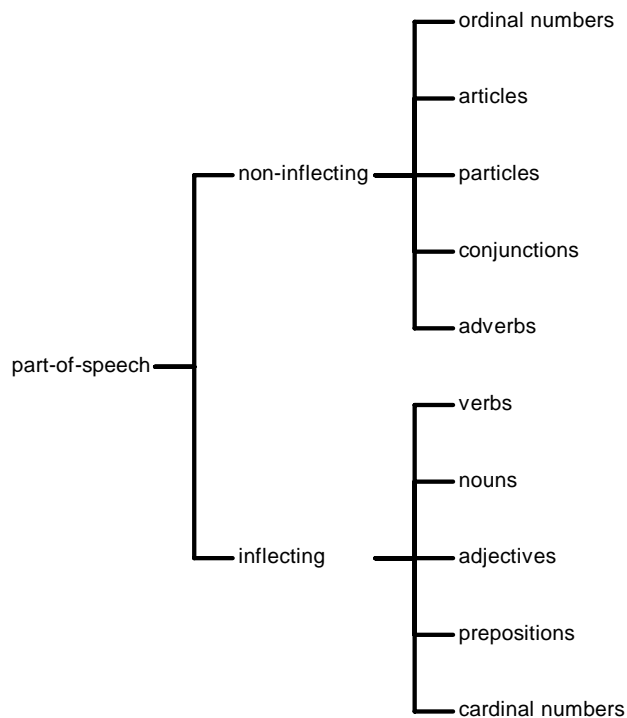 ordinal numbers
articles
non-inflecting
particles
conjunctions
adverbs
part-of-speech
verbs
nouns
inflecting
adjectives
prepositions
cardinal numbers